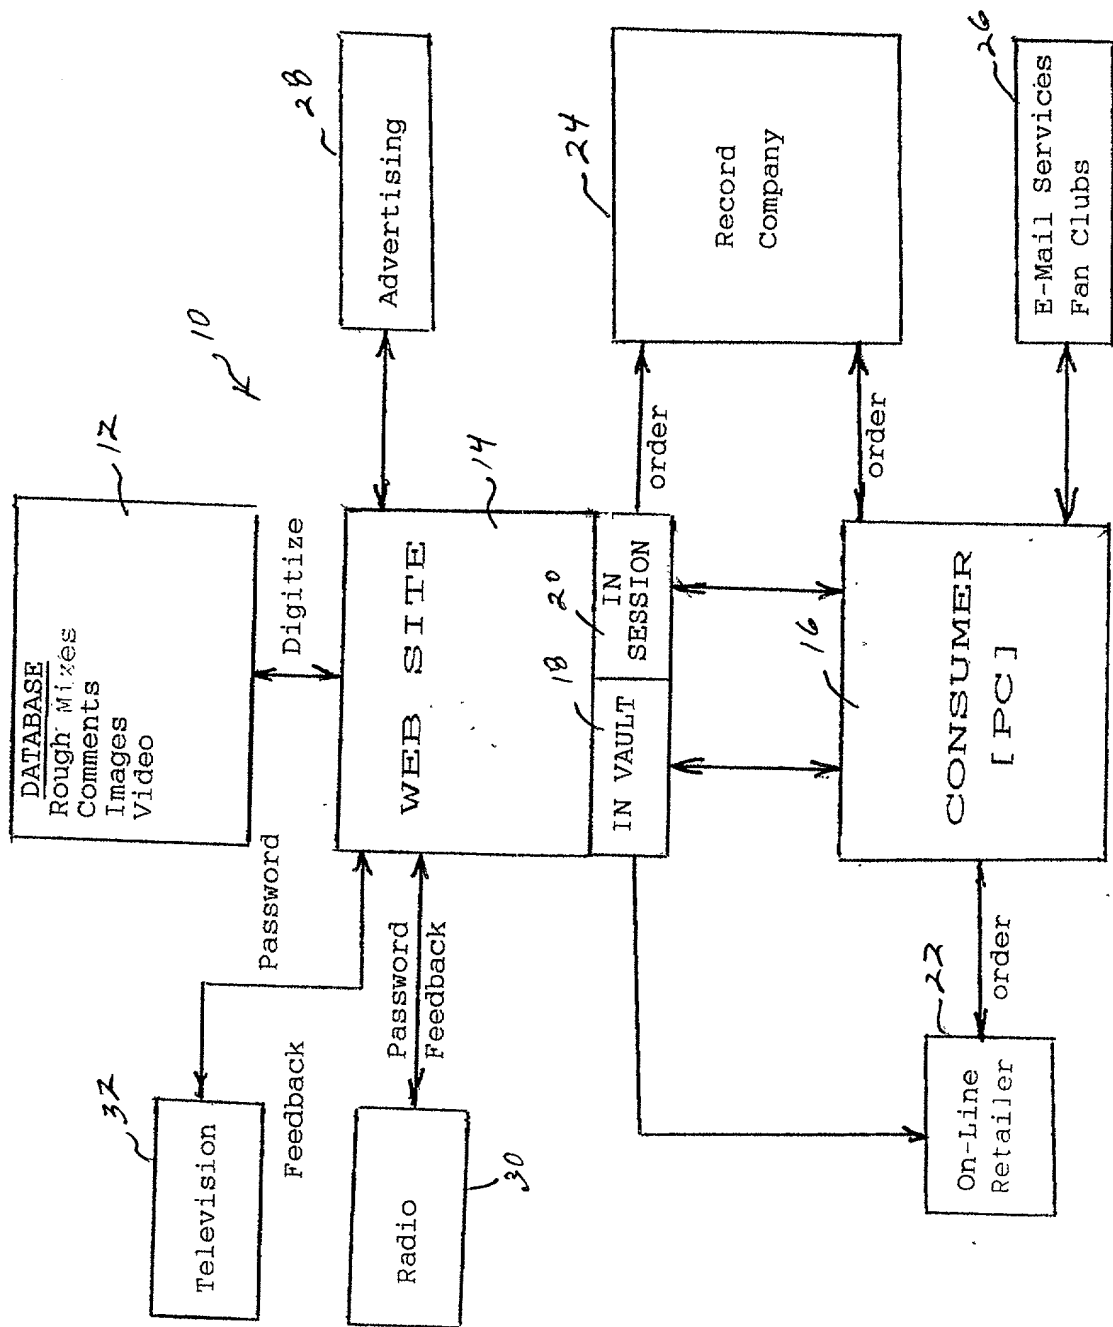 10
12
DATABASE
Rough Mixes
Comments
Images
Video
Digitize
32
Television
Password
Feedback
Radio
30
Password
Feedback
WEB SITE
14
28
Advertising
IN VAULT
18
IN
SESSION
20
order
24
Record
Company
order
CONSUMER
[PC]
16
22
On-Line
Retailer
order
26
E-Mail Services
Fan Clubs